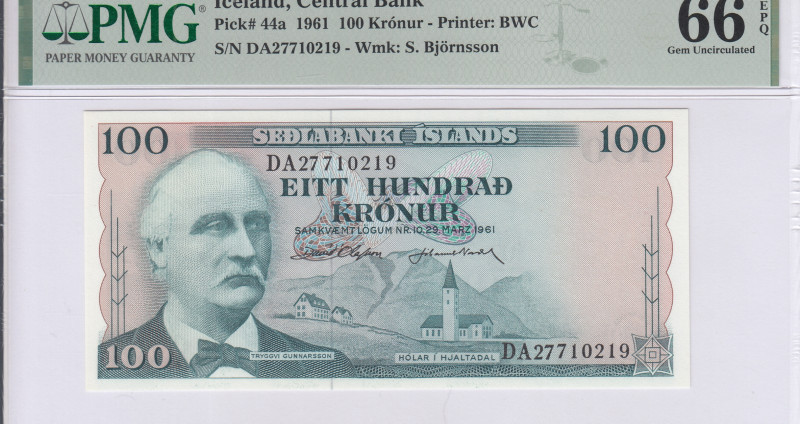 Iceland, Central Bank
PMG
Pick# 44a 1961 100 Krónur - Printer: BWC
66 EPQ
PAPER MONEY GUARANTY
S/N DA27710219 - Wmk: S. Björnsson
Gem Uncirculated
100 SEÐLABANKI ÍSLANDS 100
DA27710219
EITT HUNDRAÐ
KRÓNUR
SAMKVÆMT LÖGUM NR. 10, 29. MARZ 1961
TRYGGVI GUNNARSSON
HÓLAR Í HJALTADAL
100
DA27710219